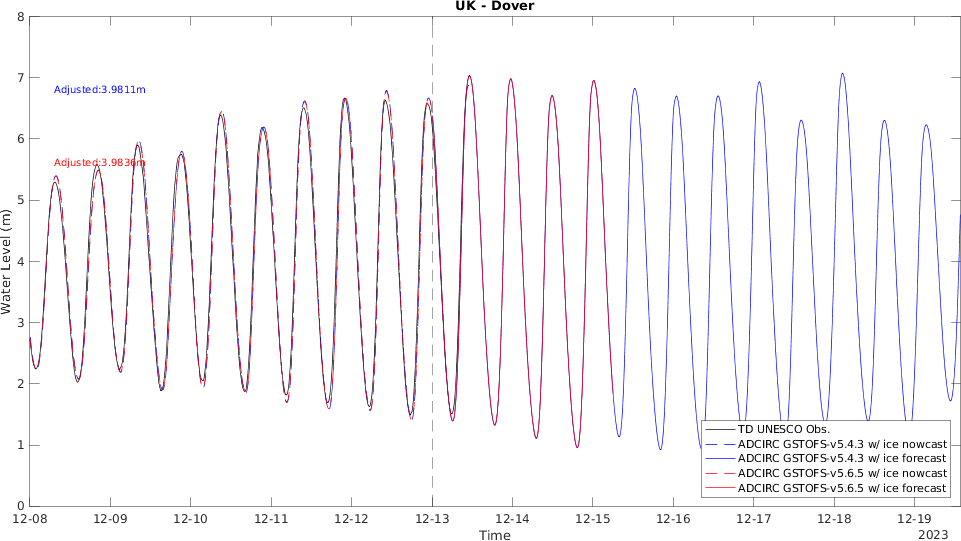 UK - Dover
8
7
6
5
4
3
2
1
0
Water Level (m)
Adjusted:3.9811m
Adjusted:3.9836m
TD UNESCO Obs.
ADCIRC GSTOFS-v5.4.3 w/ ice nowcast
ADCIRC GSTOFS-v5.4.3 w/ ice forecast
ADCIRC GSTOFS-v5.6.5 w/ ice nowcast
ADCIRC GSTOFS-v5.6.5 w/ ice forecast
12-08 12-09 12-10 12-11 12-12 12-13 12-14 12-15 12-16 12-17 12-18 12-19
Time
2023